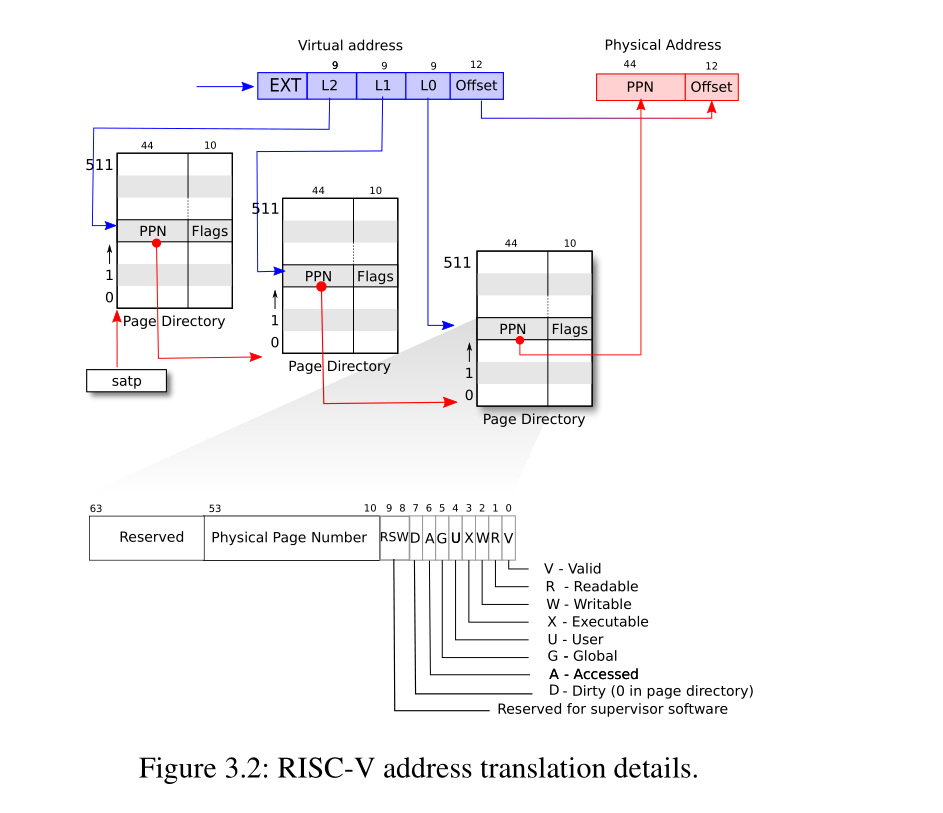 Virtual address
Physical Address
9 9 9 12
44 12
EXT L2 L1 L0 Offset
PPN Offset
44 10
511
PPN Flags
1
0
Page Directory
satp
44 10
511
PPN Flags
1
0
Page Directory
44 10
511
PPN Flags
1
0
Page Directory
63 53 10 9 8 7 6 5 4 3 2 1 0
Reserved Physical Page Number RSW D A G U X W R V
V - Valid
R - Readable
W - Writable
X - Executable
U - User
G - Global
A - Accessed
D - Dirty (0 in page directory)
Reserved for supervisor software
Figure 3.2: RISC-V address translation details.